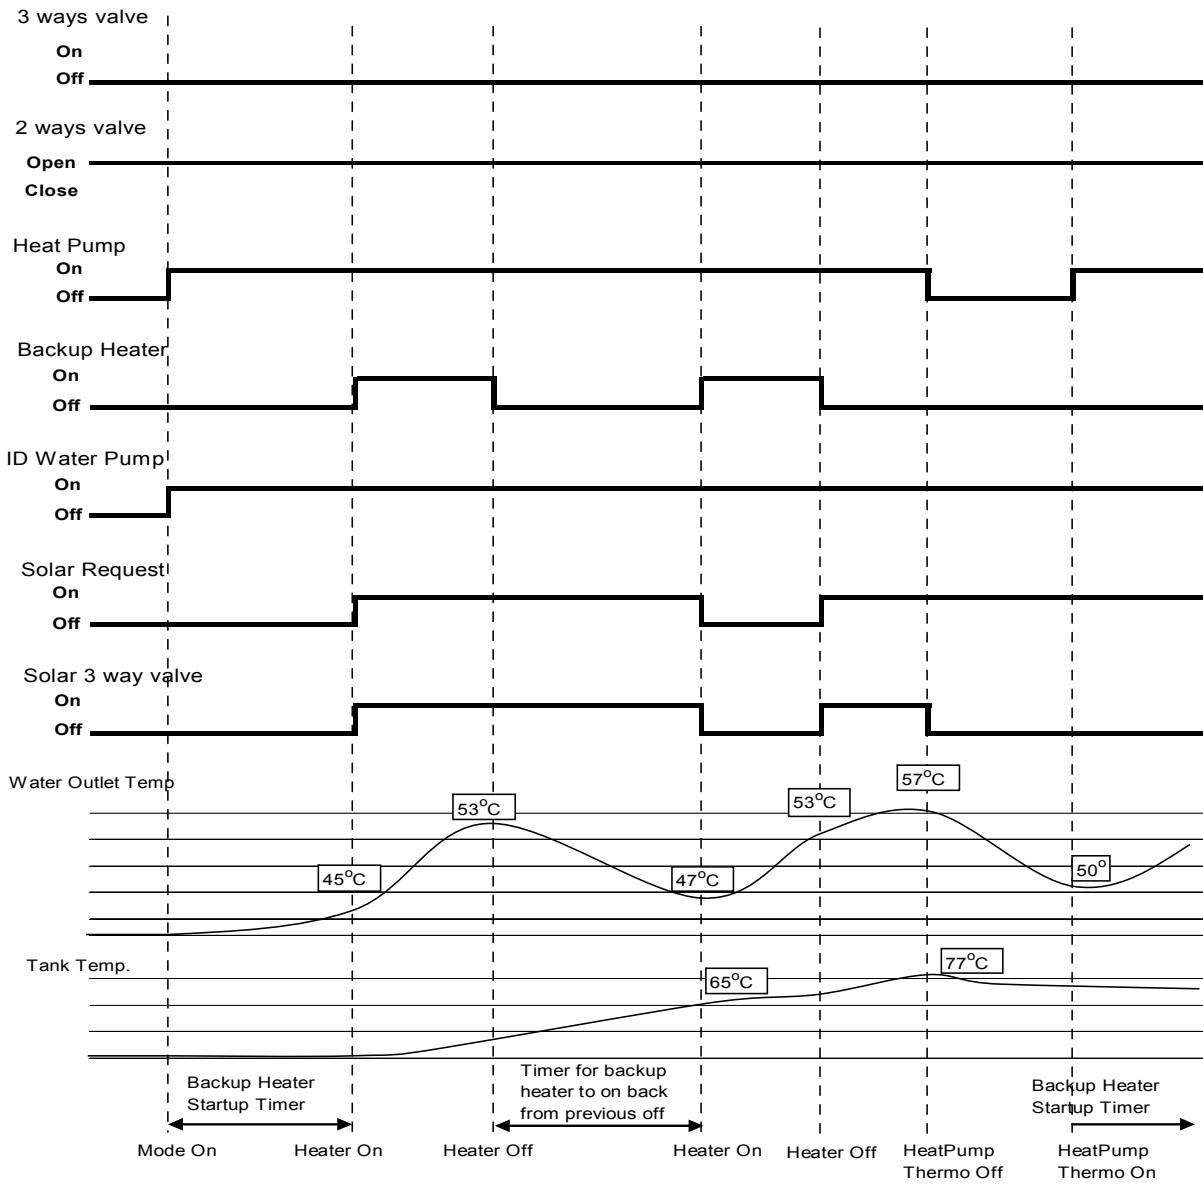 3 ways valve
On
Off
2 ways valve
Open
Close
Heat Pump
On
Off
Backup Heater
On
Off
ID Water Pump
On
Off
Solar Request
On
Off
Solar 3 way valve
On
Off
Water Outlet Temp
57°C
53°C
53°C
45°C
47°C
50°
Tank Temp.
77°C
65°C
Backup Heater
Startup Timer
Timer for backup
heater to on back
from previous off
Backup Heater
Startup Timer
Mode On
Heater On
Heater Off
Heater On
Heater Off
HeatPump
Thermo Off
HeatPump
Thermo On